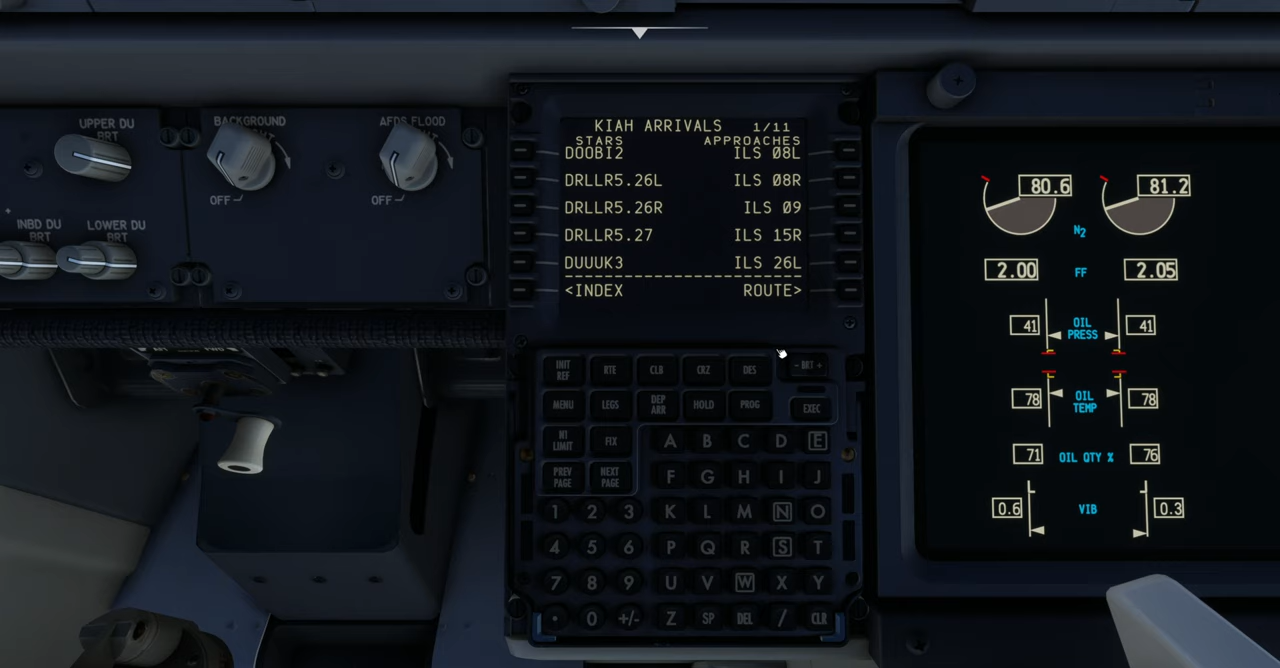 UPPER DU
BRT
BACKGROUND
OFF
AFDS FLOOD
OFF
INBD DU
BRT
LOWER DU
BRT
KIAH ARRIVALS 1/11
STARS APPROACHES
DOOBI2 ILS 08L
DRLLR5.26L ILS 08R
DRLLR5.26R ILS 09
DRLLR5.27 ILS 15R
DUUUK3 ILS 26L
--------------------------
<INDEX ROUTE>
INIT REF
RTE
CLB
CRZ
DES
- BRT +
MENU
LEGS
DEP ARR
HOLD
PROG
EXEC
N1 LIMIT
FIX
A B C D E
PREV PAGE
NEXT PAGE
F G H I J
1 2 3 K L M N O
4 5 6 P Q R S T
7 8 9 U V W X Y
. 0 +/- Z SP DEL / CLR
80.6 81.2
N2
2.00 FF 2.05
41 OIL PRESS 41
78 OIL TEMP 78
71 OIL QTY % 76
0.6 VIB 0.3